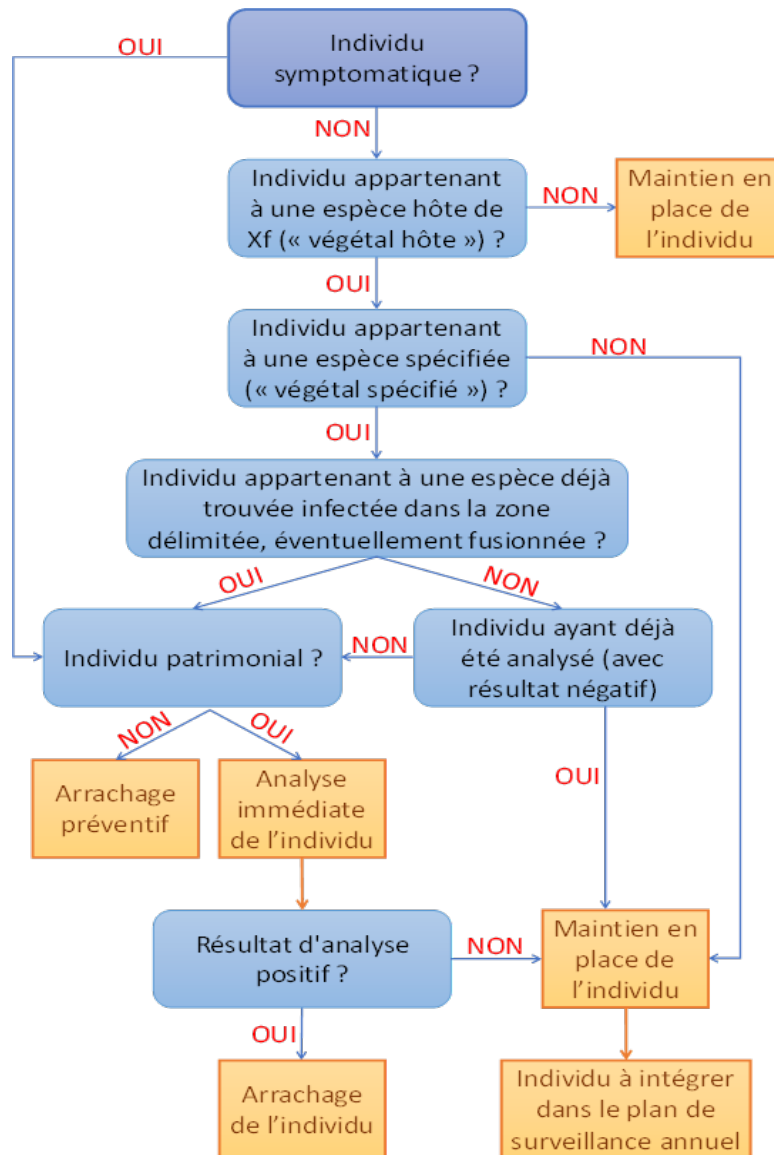 OUI
Individu
symptomatique ?
NON
Individu appartenant
à une espèce hôte de
Xf (« végétal hôte ») ?
NON
Maintien en
place de
l'individu
OUI
Individu appartenant
à une espèce spécifiée
(« végétal spécifié ») ?
NON
OUI
Individu appartenant à une espèce déjà
trouvée infectée dans la zone
délimitée, éventuellement fusionnée ?
OUI
NON
Individu patrimonial ?
NON
Individu ayant déjà
été analysé (avec
résultat négatif)
NON
OUI
OUI
Arrachage
préventif
Analyse
immédiate
de l'individu
Résultat d'analyse
positif ?
NON
Maintien en
place de
l'individu
OUI
Arrachage
de l'individu
Individu à intégrer
dans le plan de
surveillance annuel